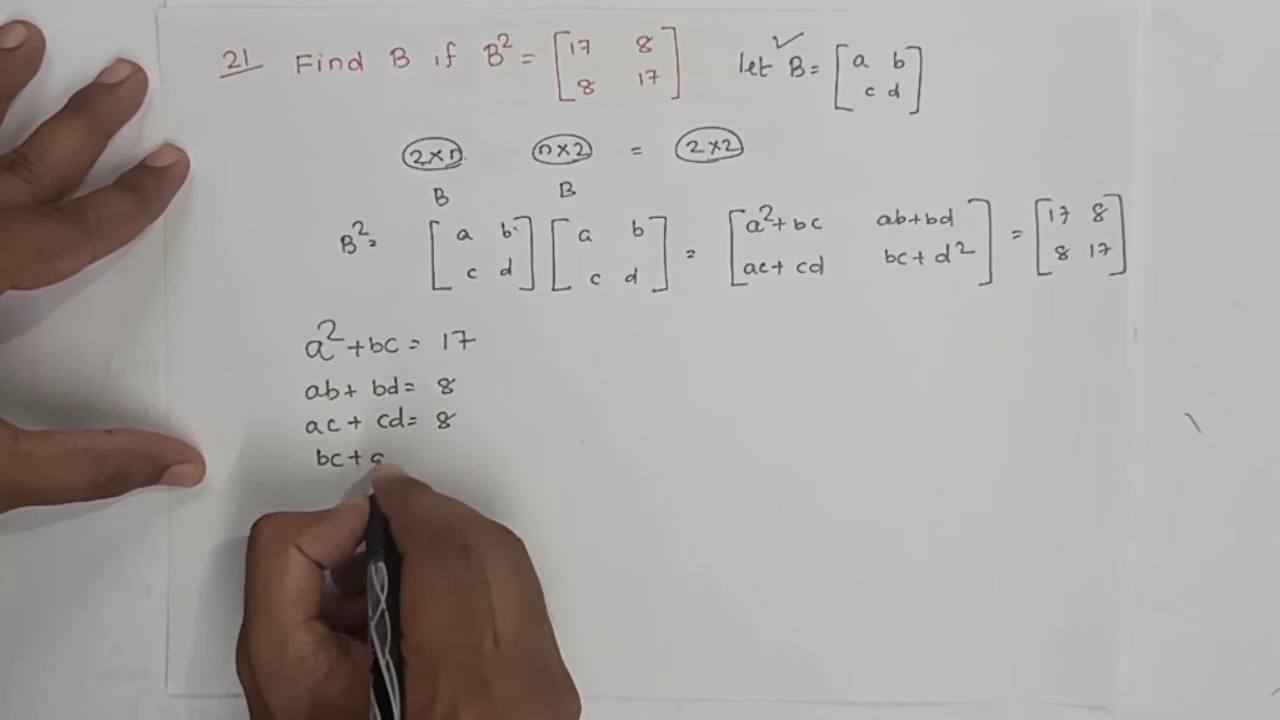 21 Find B if B² = [17 8
8 17] let B = [a b
c d]
2×n n×2 = 2×2
B B
B² = [a b
c d] [a b
c d] = [a²+bc ab+bd
ac+cd bc+d²] = [17 8
8 17]
a²+bc = 17
ab+bd = 8
ac+cd = 8
bc+